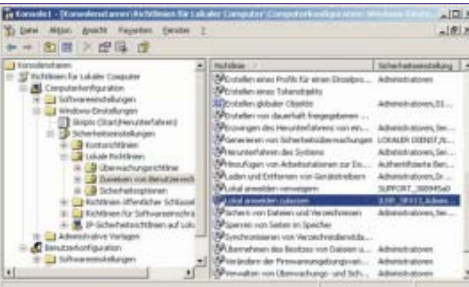 Konsole1 - [Konsolenstamm\Richtlinien für Lokaler Computer\Computerkonfiguration\Windows-Einste
Datei Aktion Ansicht Favoriten Fenster ?
Konsolenstamm
Richtlinien für Lokaler Computer
Computerkonfiguration
Softwareeinstellungen
Windows-Einstellungen
Skripts (Start/Herunterfahren)
Sicherheitseinstellungen
Kontorichtlinien
Lokale Richtlinien
Überwachungsrichtlinie
Zuweisen von Benutzerrech
Sicherheitsoptionen
Richtlinien öffentlicher Schlüssel
Richtlinien für Softwareeinschrä
IP-Sicherheitsrichtlinien auf Loka
Administrative Vorlagen
Benutzerkonfiguration
Softwareeinstellungen
Richtlinie Sicherheitseinstellung
Erstellen eines Profils für einen Einzelpro... Administratoren
Erstellen eines Tokenobjekts
Erstellen globaler Objekte Administratoren,DI...
Erstellen von dauerhaft freigegebenen ...
Erzwingen des Herunterfahrens von ein... Administratoren,Ser...
Generieren von Sicherheitsüberwachungen LOKALER DIENST,N...
Herunterfahren des Systems Administratoren,Ser...
Hinzufügen von Arbeitsstationen zur Do... Authentifizierte Ben...
Laden und Entfernen von Gerätetreibern Administratoren,Dr...
Lokal anmelden verweigern SUPPORT_388945a0
Lokal anmelden zulassen
Sichern von Dateien und Verzeichnissen Administratoren,Ser...
Sperren von Seiten im Speicher
Synchronisieren von Verzeichnisdienstda...
Übernehmen des Besitzes von Dateien u... Administratoren
Verändern der Firmwareumgebungsvari... Administratoren
Verwalten von Überwachungs- und Sich... Administratoren